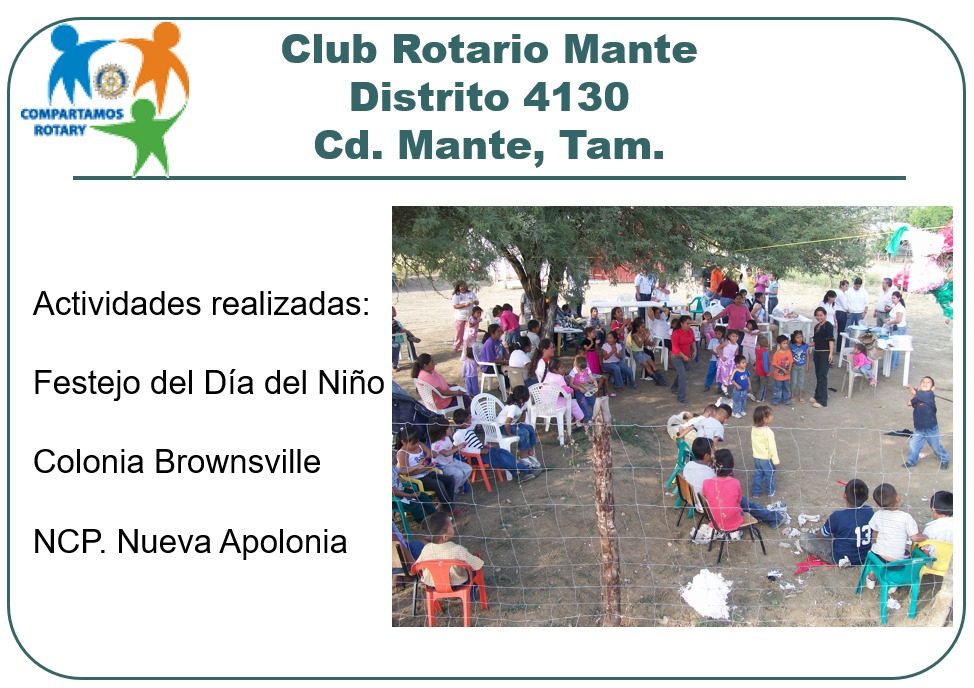 COMPARTAMOS
ROTARY
Club Rotario Mante
Distrito 4130
Cd. Mante, Tam.
Actividades realizadas:
Festejo del Día del Niño
Colonia Brownsville
NCP. Nueva Apolonia
13